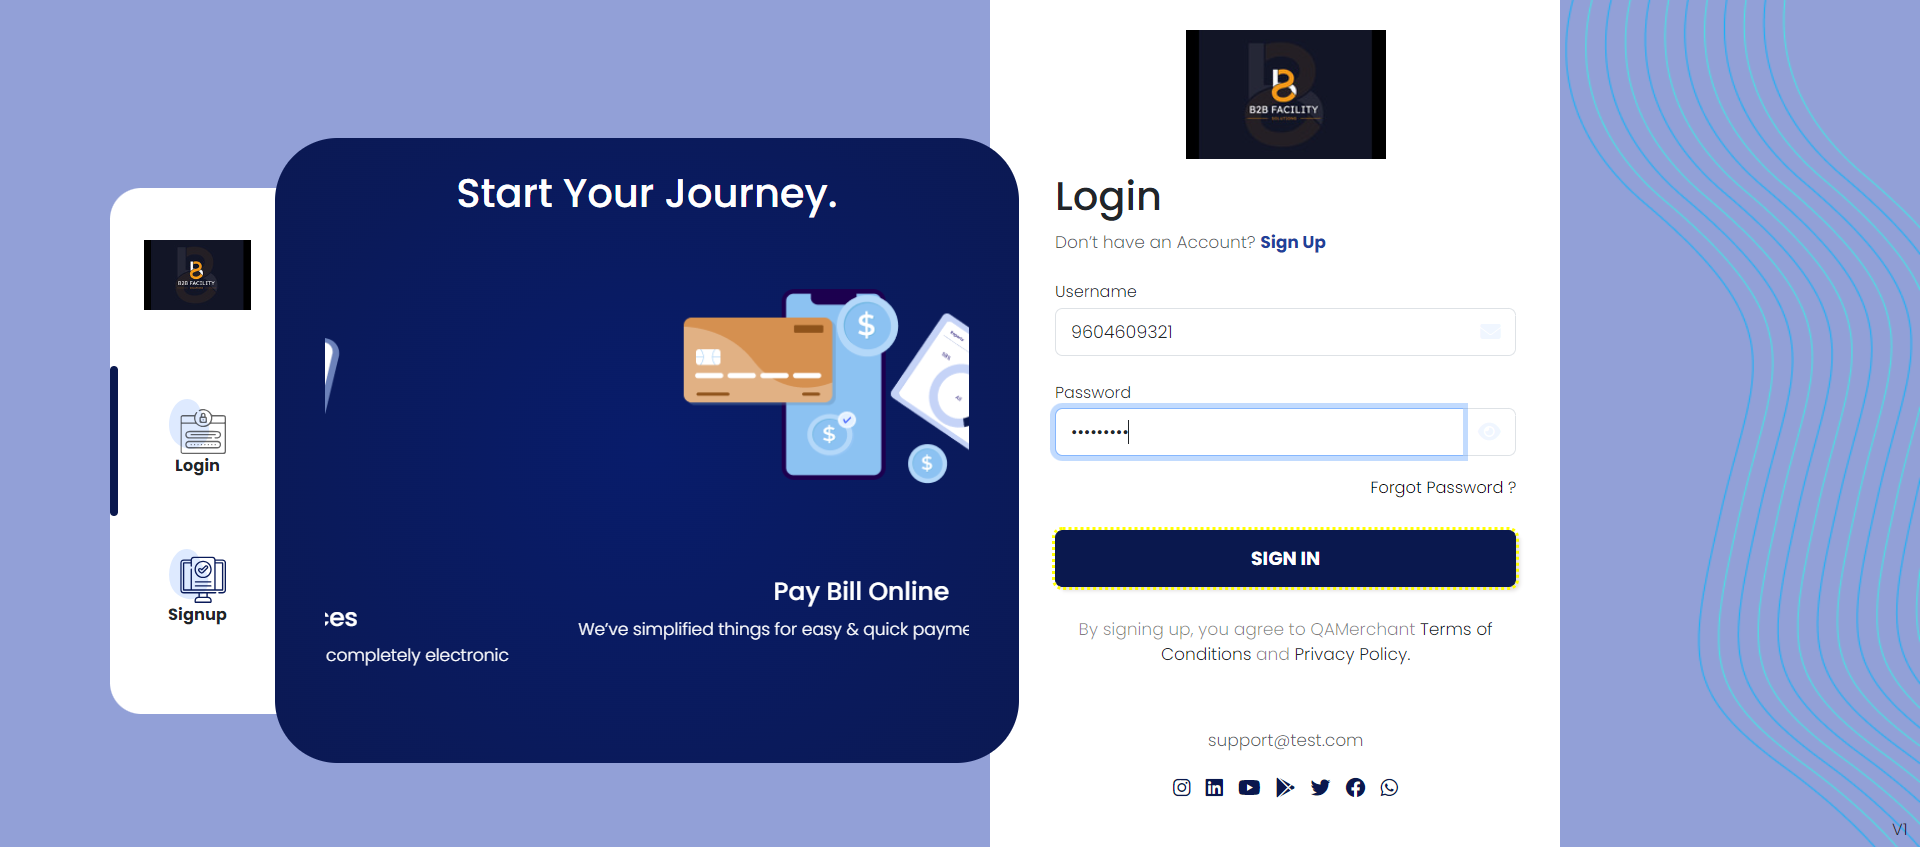 B2B FACILITY
Login
Signup
Start Your Journey.
ces
completely electronic
Pay Bill Online
We've simplified things for easy & quick payme
B2B FACILITY
SOLUTIONS
Login
Don't have an Account? Sign Up
Username
9604609321
Password
•••••••••
Forgot Password ?
SIGN IN
By signing up, you agree to QAMerchant Terms of
Conditions and Privacy Policy.
support@test.com
V1